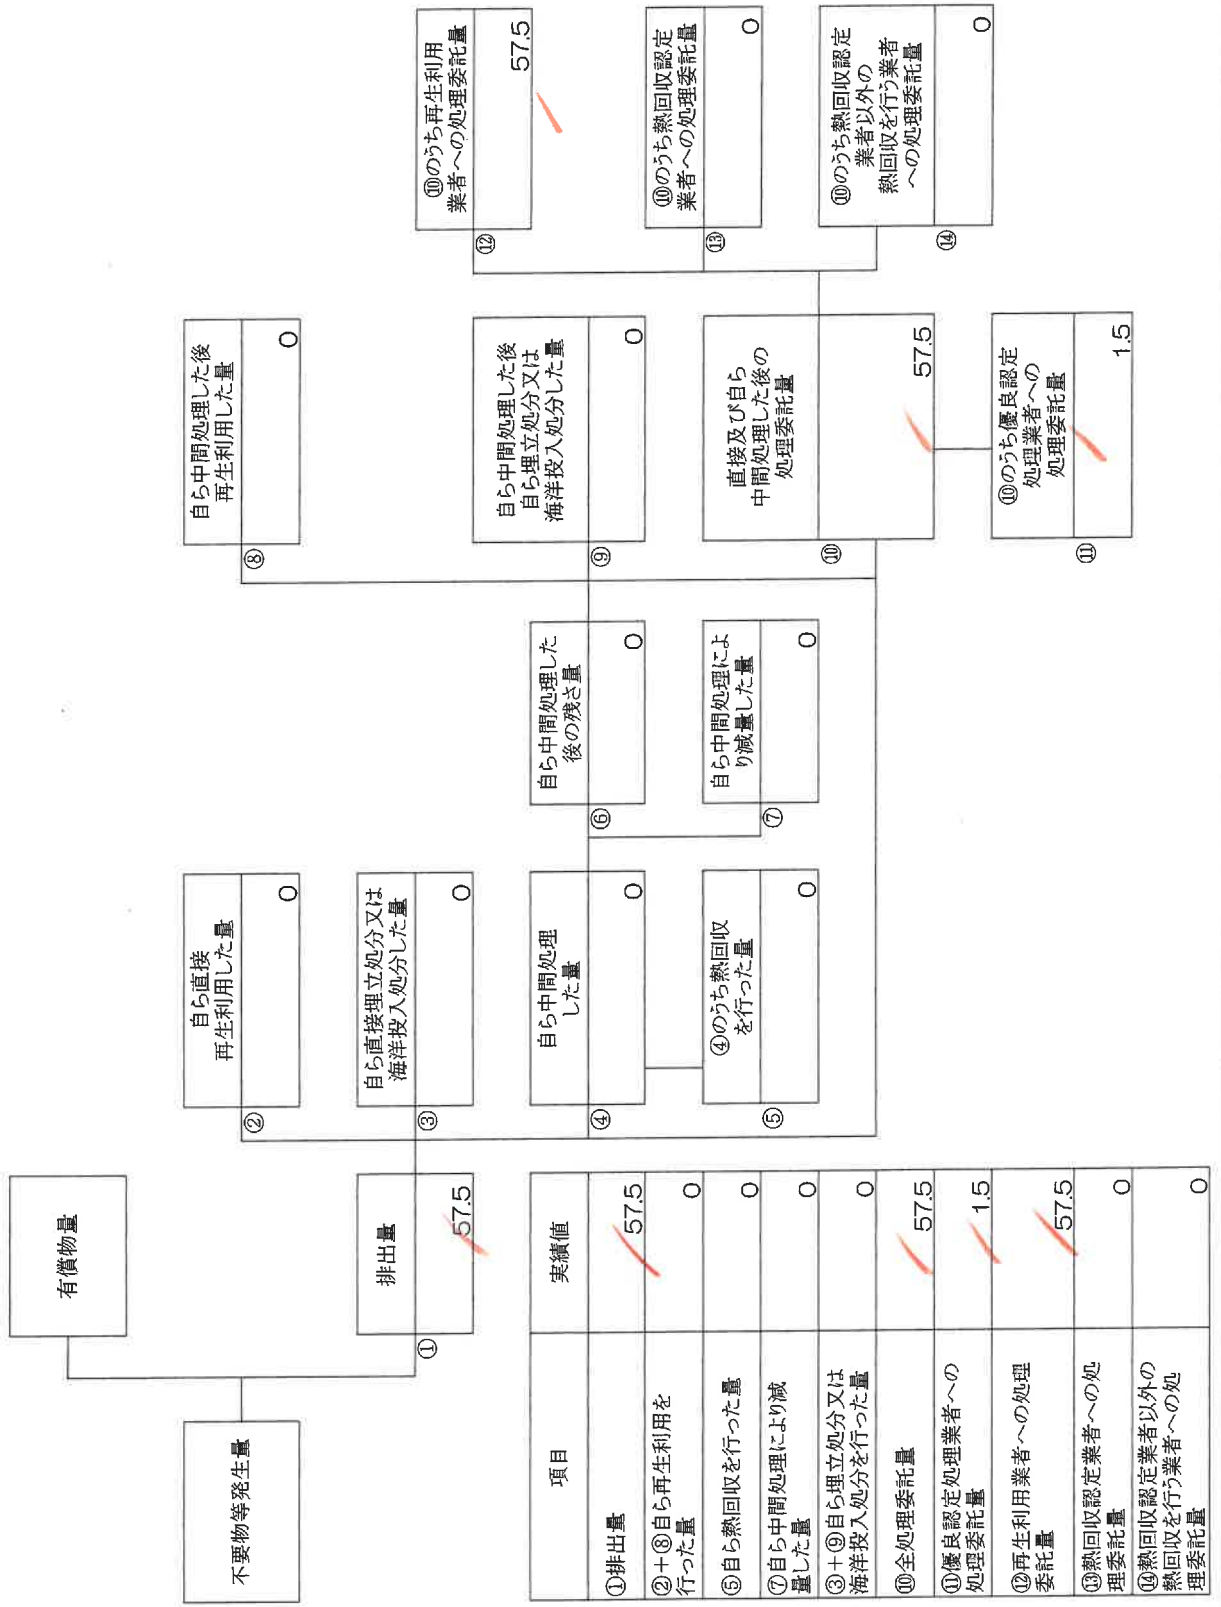 不要物等発生量
有償物量
①
排出量
57.5
②
自ら直接
再生利用した量
0
③
自ら直接埋立処分又は
海洋投入処分した量
0
④
自ら中間処理
した量
0
⑤
④のうち熱回収
を行った量
0
⑥
自ら中間処理した
後の残さ量
0
⑦
自ら中間処理によ
り減量した量
0
⑧
自ら中間処理した後
再生利用した量
0
⑨
自ら中間処理した後
自ら埋立処分又は
海洋投入処分した量
0
⑩
直接及び自ら
中間処理した後の
処理委託量
57.5
⑪
⑩のうち優良認定
処理業者への
処理委託量
1.5
⑫
⑩のうち再生利用
業者への処理委託量
57.5
⑬
⑩のうち熱回収認定
業者への処理委託量
0
⑭
⑩のうち熱回収認定
業者以外の
熱回収を行う業者
への処理委託量
0
項目 実績値
①排出量 57.5
②+⑧自ら再生利用を
行った量 0
⑤自ら熱回収を行った量 0
⑦自ら中間処理により減
量した量 0
③+⑨自ら埋立処分又は
海洋投入処分を行った量 0
⑩全処理委託量 57.5
⑪優良認定処理業者への
処理委託量 1.5
⑫再生利用業者への処理
委託量 57.5
⑬熱回収認定業者への処
理委託量 0
⑭熱回収認定業者以外の
熱回収を行う業者への処
理委託量 0